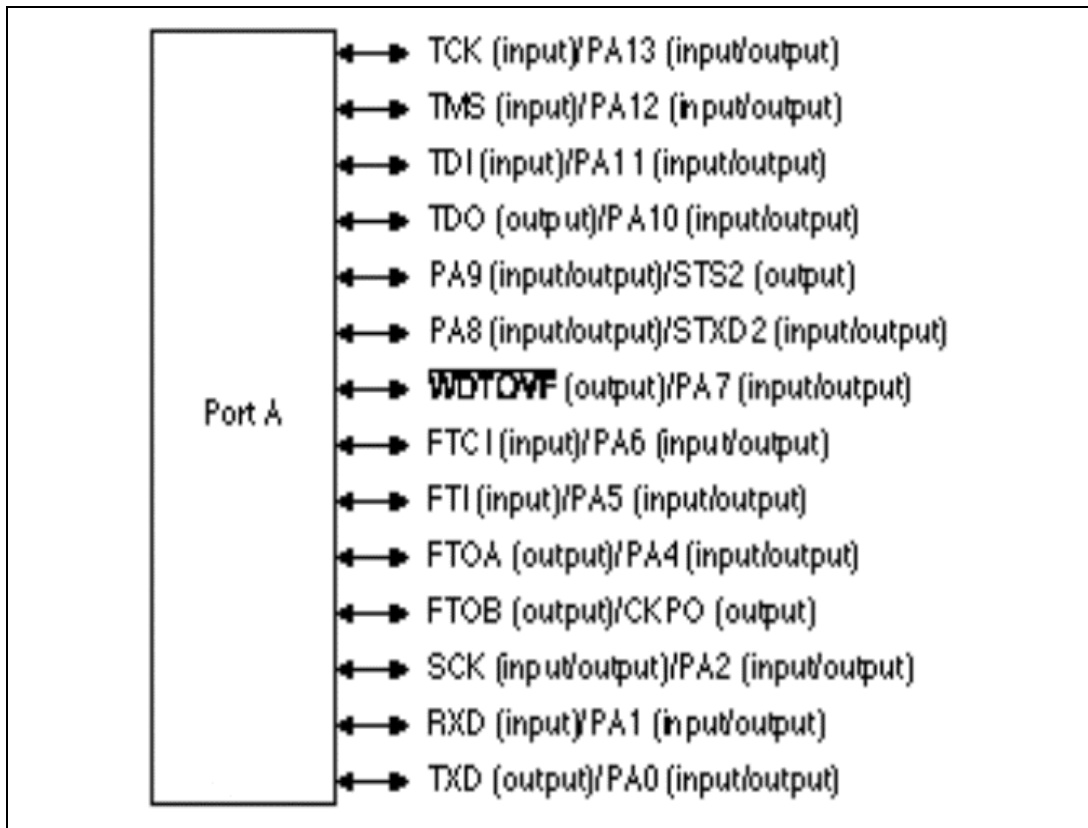 TCK (input)/PA13 (input/output)
TMS (input)/PA12 (input/output)
TDI (input)/PA11 (input/output)
TDO (output)/PA10 (input/output)
PA9 (input/output)/STS2 (output)
PA8 (input/output)/STXD2 (input/output)
WDTOVF (output)/PA7 (input/output)
Port A
FTCI (input)/PA6 (input/output)
FTI (input)/PA5 (input/output)
FTOA (output)/PA4 (input/output)
FTOB (output)/CKPO (output)
SCK (input/output)/PA2 (input/output)
RXD (input)/PA1 (input/output)
TXD (output)/PA0 (input/output)